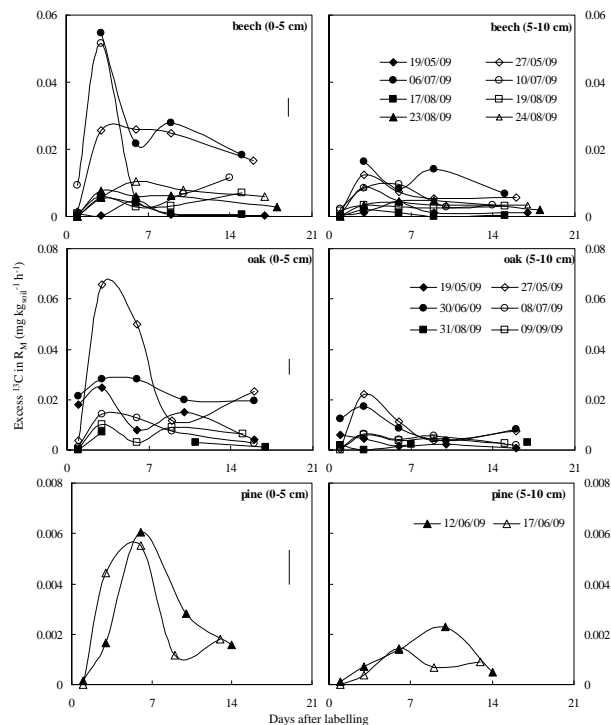 beech (0-5 cm)
0.06
0.04
0.02
0
0 7 14 21
beech (5-10 cm)
19/05/09 27/05/09
06/07/09 10/07/09
17/08/09 19/08/09
23/08/09 24/08/09
0.06
0.04
0.02
0
0 7 14 21
oak (0-5 cm)
0.08
0.06
0.04
0.02
0
0 7 14 21
oak (5-10 cm)
19/05/09 27/05/09
30/06/09 08/07/09
31/08/09 09/09/09
0.08
0.06
0.04
0.02
0
0 7 14 21
pine (0-5 cm)
0.008
0.006
0.004
0.002
0
0 7 14 21
pine (5-10 cm)
12/06/09 17/06/09
0.008
0.006
0.004
0.002
0
0 7 14 21
Excess ¹³C in R_M (mg kg_soil⁻¹ h⁻¹)
Days after labelling